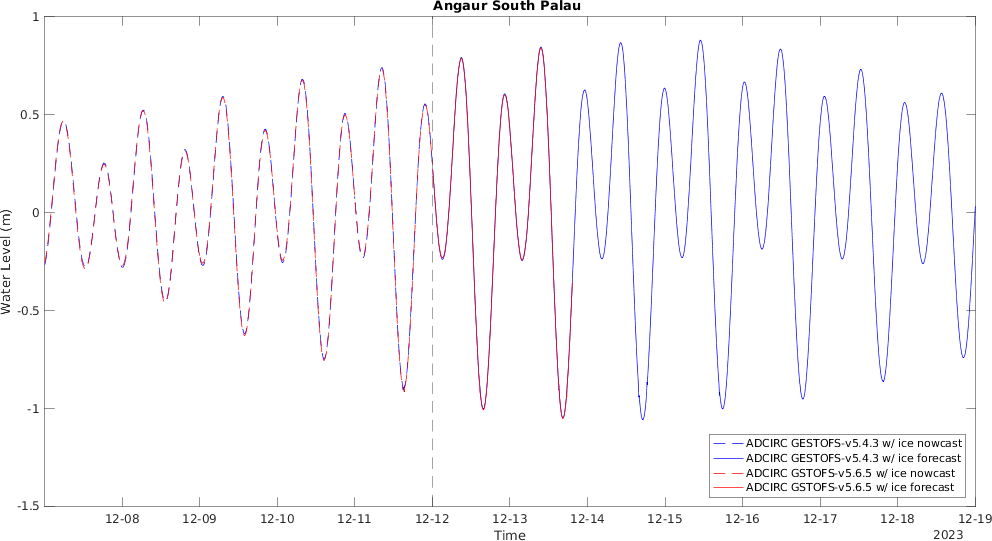 Angaur South Palau
1
0.5
0
-0.5
-1
-1.5
Water Level (m)
ADCIRC GESTOFS-v5.4.3 w/ ice nowcast
ADCIRC GESTOFS-v5.4.3 w/ ice forecast
ADCIRC GSTOFS-v5.6.5 w/ ice nowcast
ADCIRC GSTOFS-v5.6.5 w/ ice forecast
12-08 12-09 12-10 12-11 12-12 12-13 12-14 12-15 12-16 12-17 12-18 12-19
Time
2023